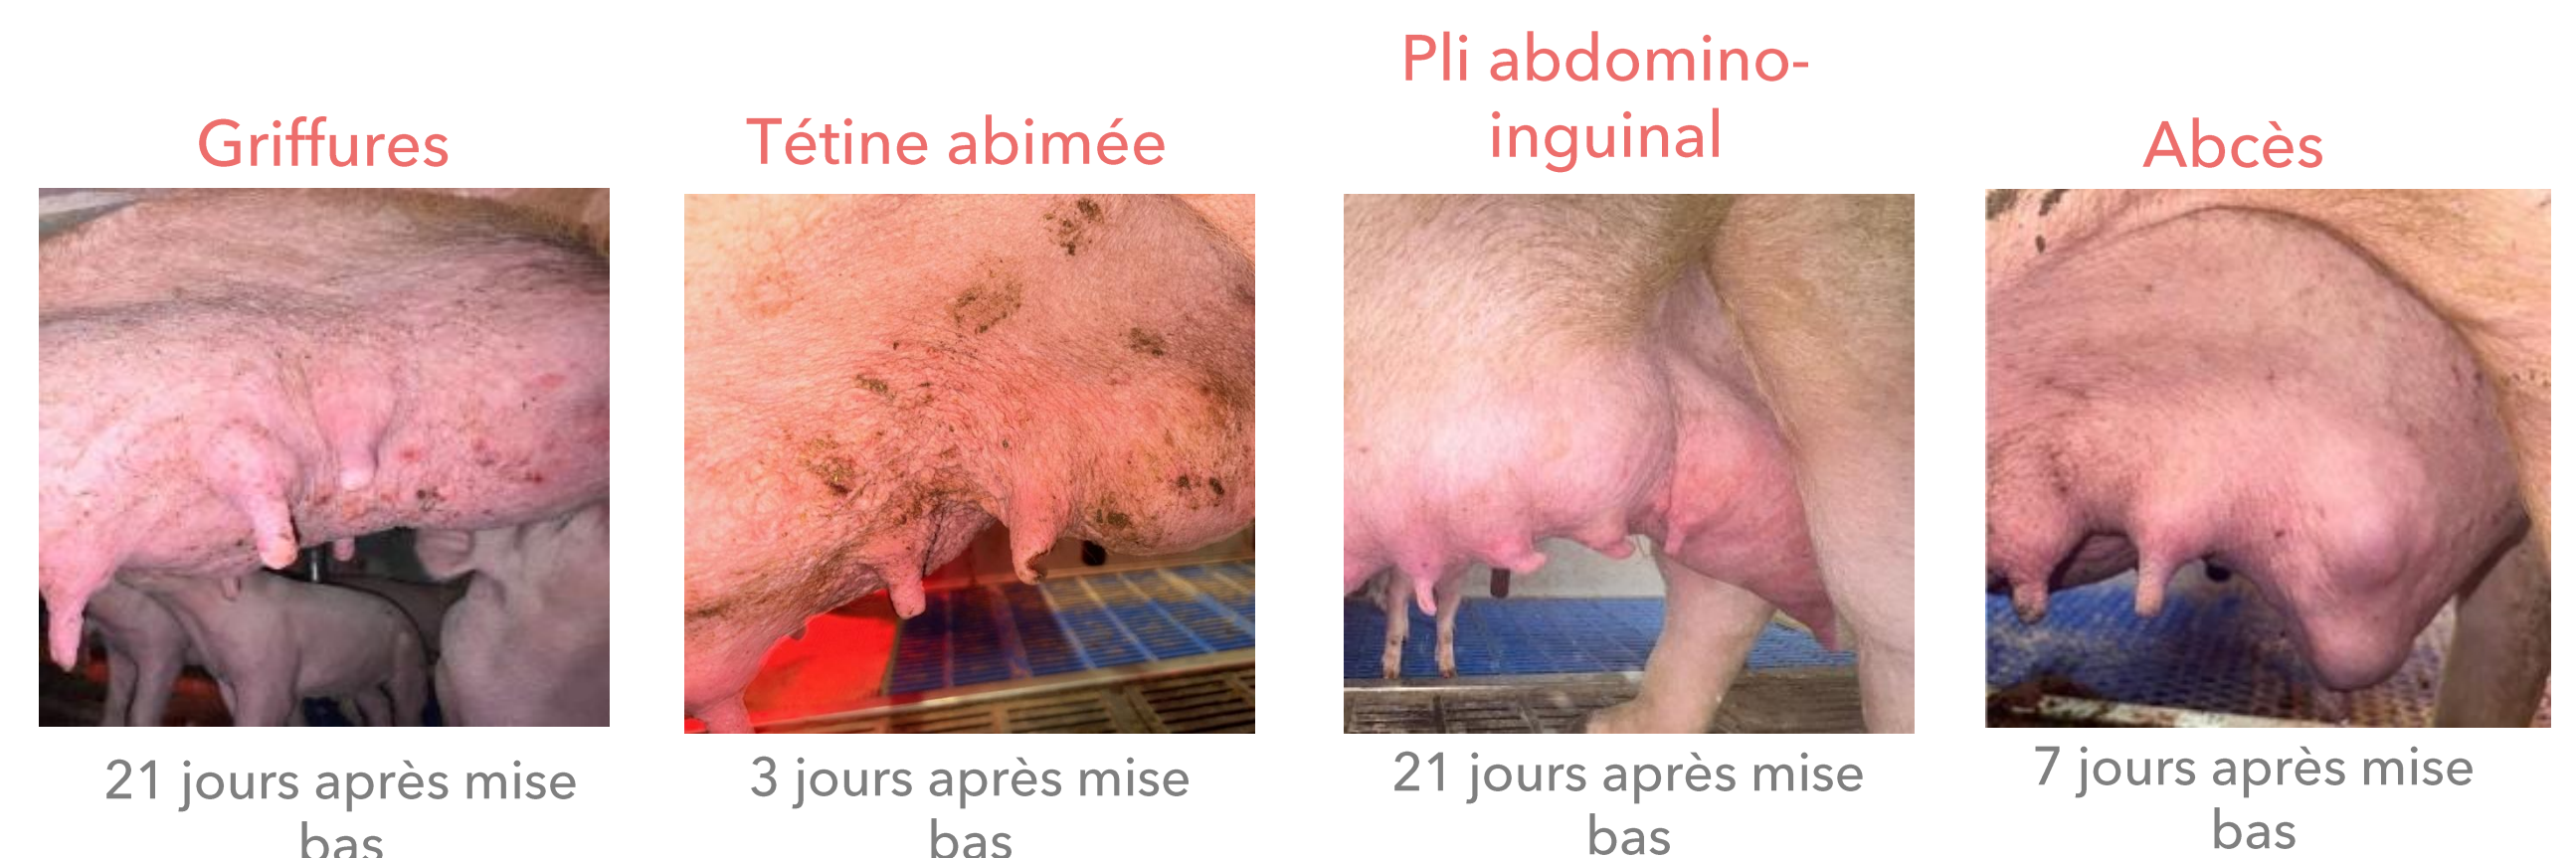 Griffures
Tétine abimée
Pli abdomino-
inguinal
Abcès
21 jours après mise
bas
3 jours après mise
bas
21 jours après mise
bas
7 jours après mise
bas